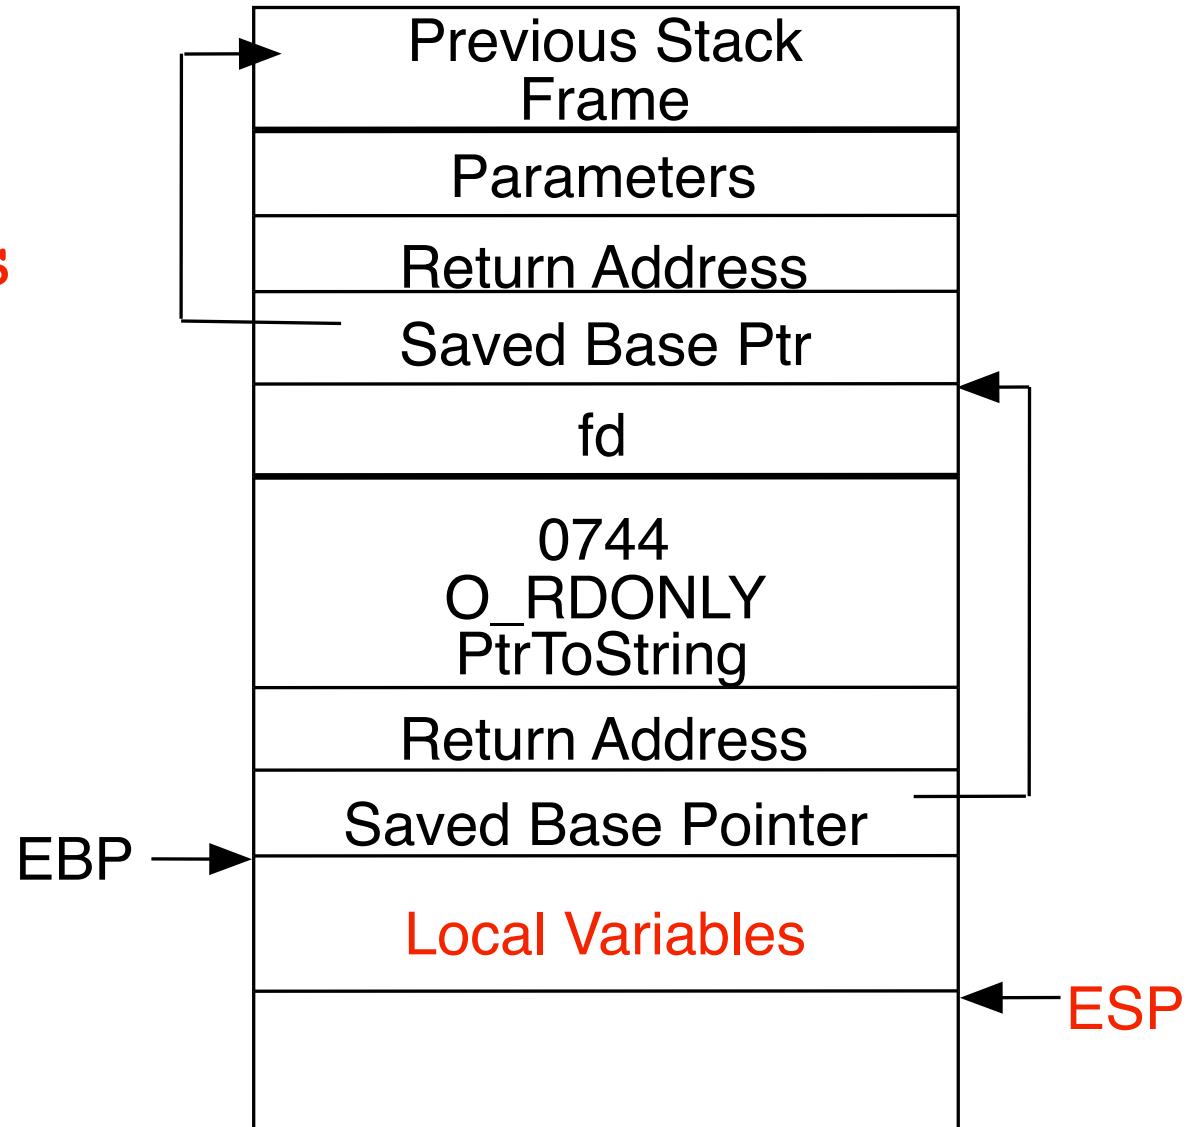 Previous Stack
Frame
Parameters
s
Return Address
Saved Base Ptr
fd
0744
O_RDONLY
PtrToString
Return Address
Saved Base Pointer
EBP
Local Variables
ESP